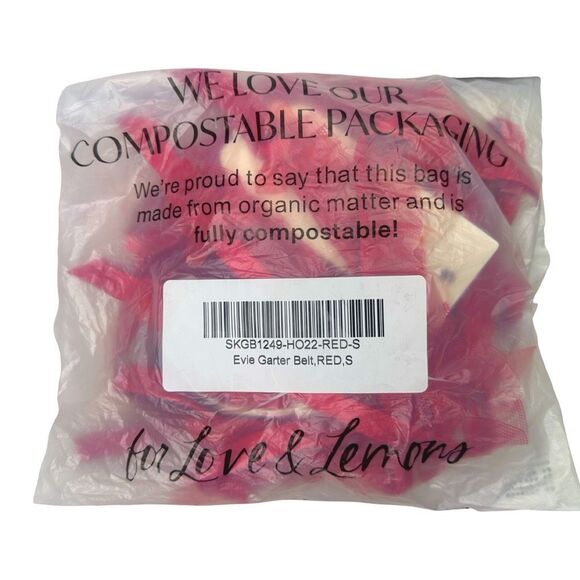 WE LOVE OUR
COMPOSTABLE PACKAGING
We're proud to say that this bag is
made from organic matter and is
fully compostable!
SKGB1249-HO22-RED-S
Evie Garter Belt,RED,S
for Love & Lemons